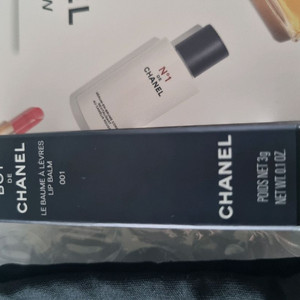 N°1
DE
CHANEL
BOY
DE
CHANEL
LE BAUME À LÈVRES
LIP BALM
001
CHANEL
POIDS NET 3g
NET WT. 0.1 OZ.